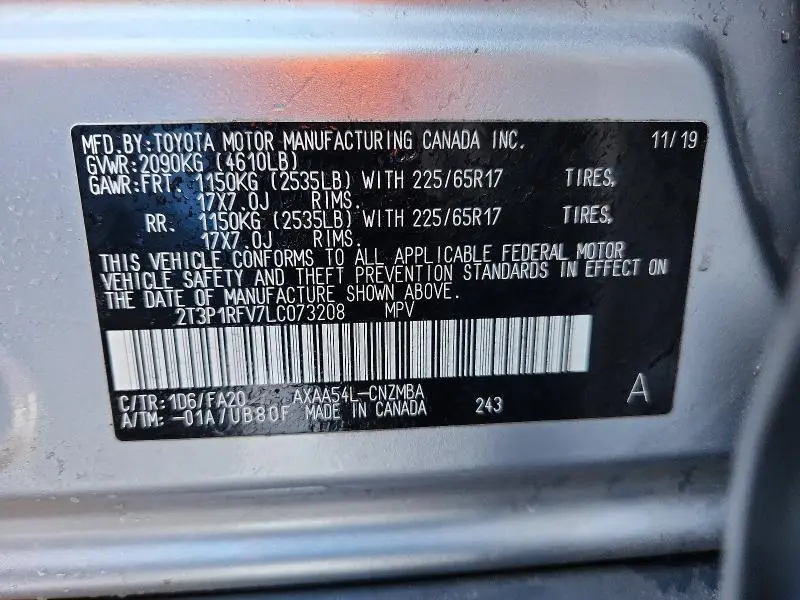 MFD.BY:TOYOTA MOTOR MANUFACTURING CANADA INC. 11/19
GVWR:2090KG (4610LB)
GAWR:FRT. 1150KG (2535LB) WITH 225/65R17 TIRES,
17X7.0J RIMS.
RR. 1150KG (2535LB) WITH 225/65R17 TIRES,
17X7.0J RIMS.
THIS VEHICLE CONFORMS TO ALL APPLICABLE FEDERAL MOTOR
VEHICLE SAFETY AND THEFT PREVENTION STANDARDS IN EFFECT ON
THE DATE OF MANUFACTURE SHOWN ABOVE.
2T3P1RFV7LC073208 MPV
C/TR:1D6/FA20 AXAA54L-CNZMBA
A/TM:-01A/UB80F MADE IN CANADA 243 A